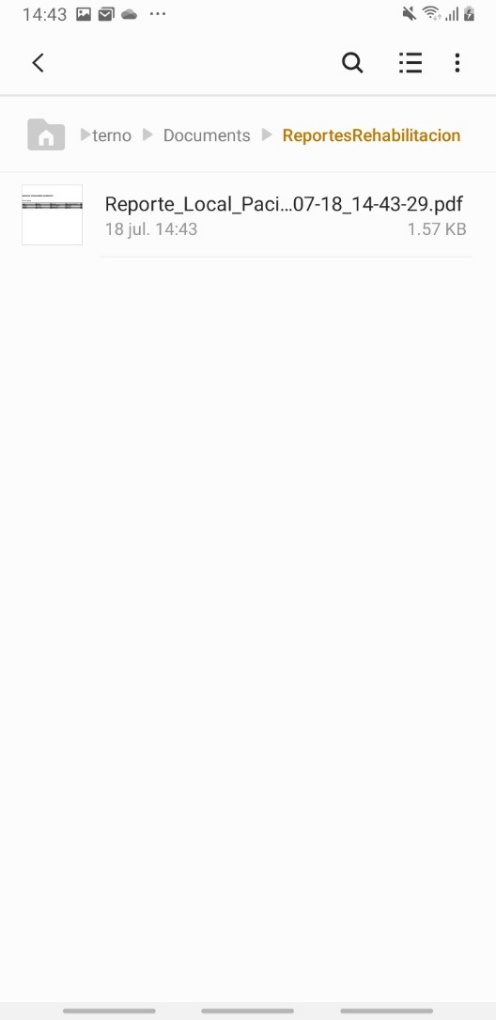 14:43
terno Documents ReportesRehabilitacion
Reporte_Local_Paci...07-18_14-43-29.pdf
18 jul. 14:43 1.57 KB